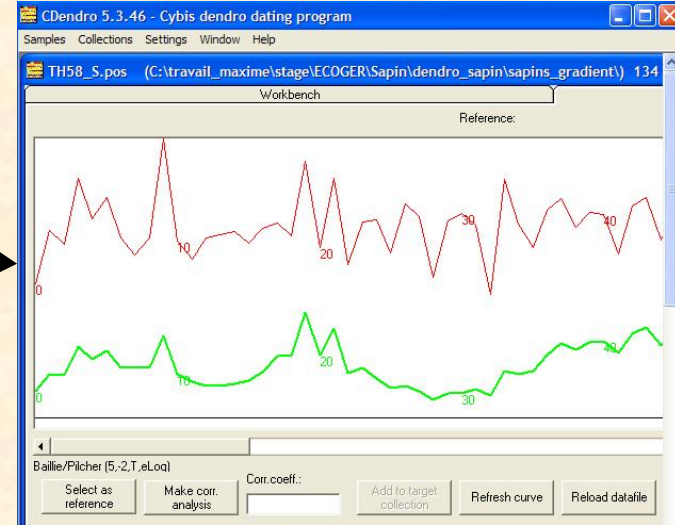 CDendro 5.3.46 - Cybis dendro dating program
Samples Collections Settings Window Help
TH58_S.pos (C:\travail_maxime\stage\ECOGER\Sapin\dendro_sapin\sapins_gradient\) 134
Workbench
Reference:
0 10 20 30 40
0 10 20 30 40
Baillie/Pilcher (5,-2,T,eLog)
Select as reference
Make corr. analysis
Corr.coeff.:
Add to target collection
Refresh curve
Reload datafile